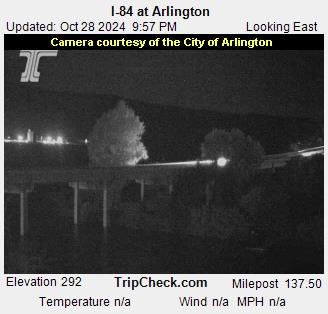 I-84 at Arlington
Updated: Oct 28 2024  9:57 PM Looking East
Camera courtesy of the City of Arlington
Elevation 292 TripCheck.com Milepost 137.50
Temperature n/a Wind n/a MPH n/a